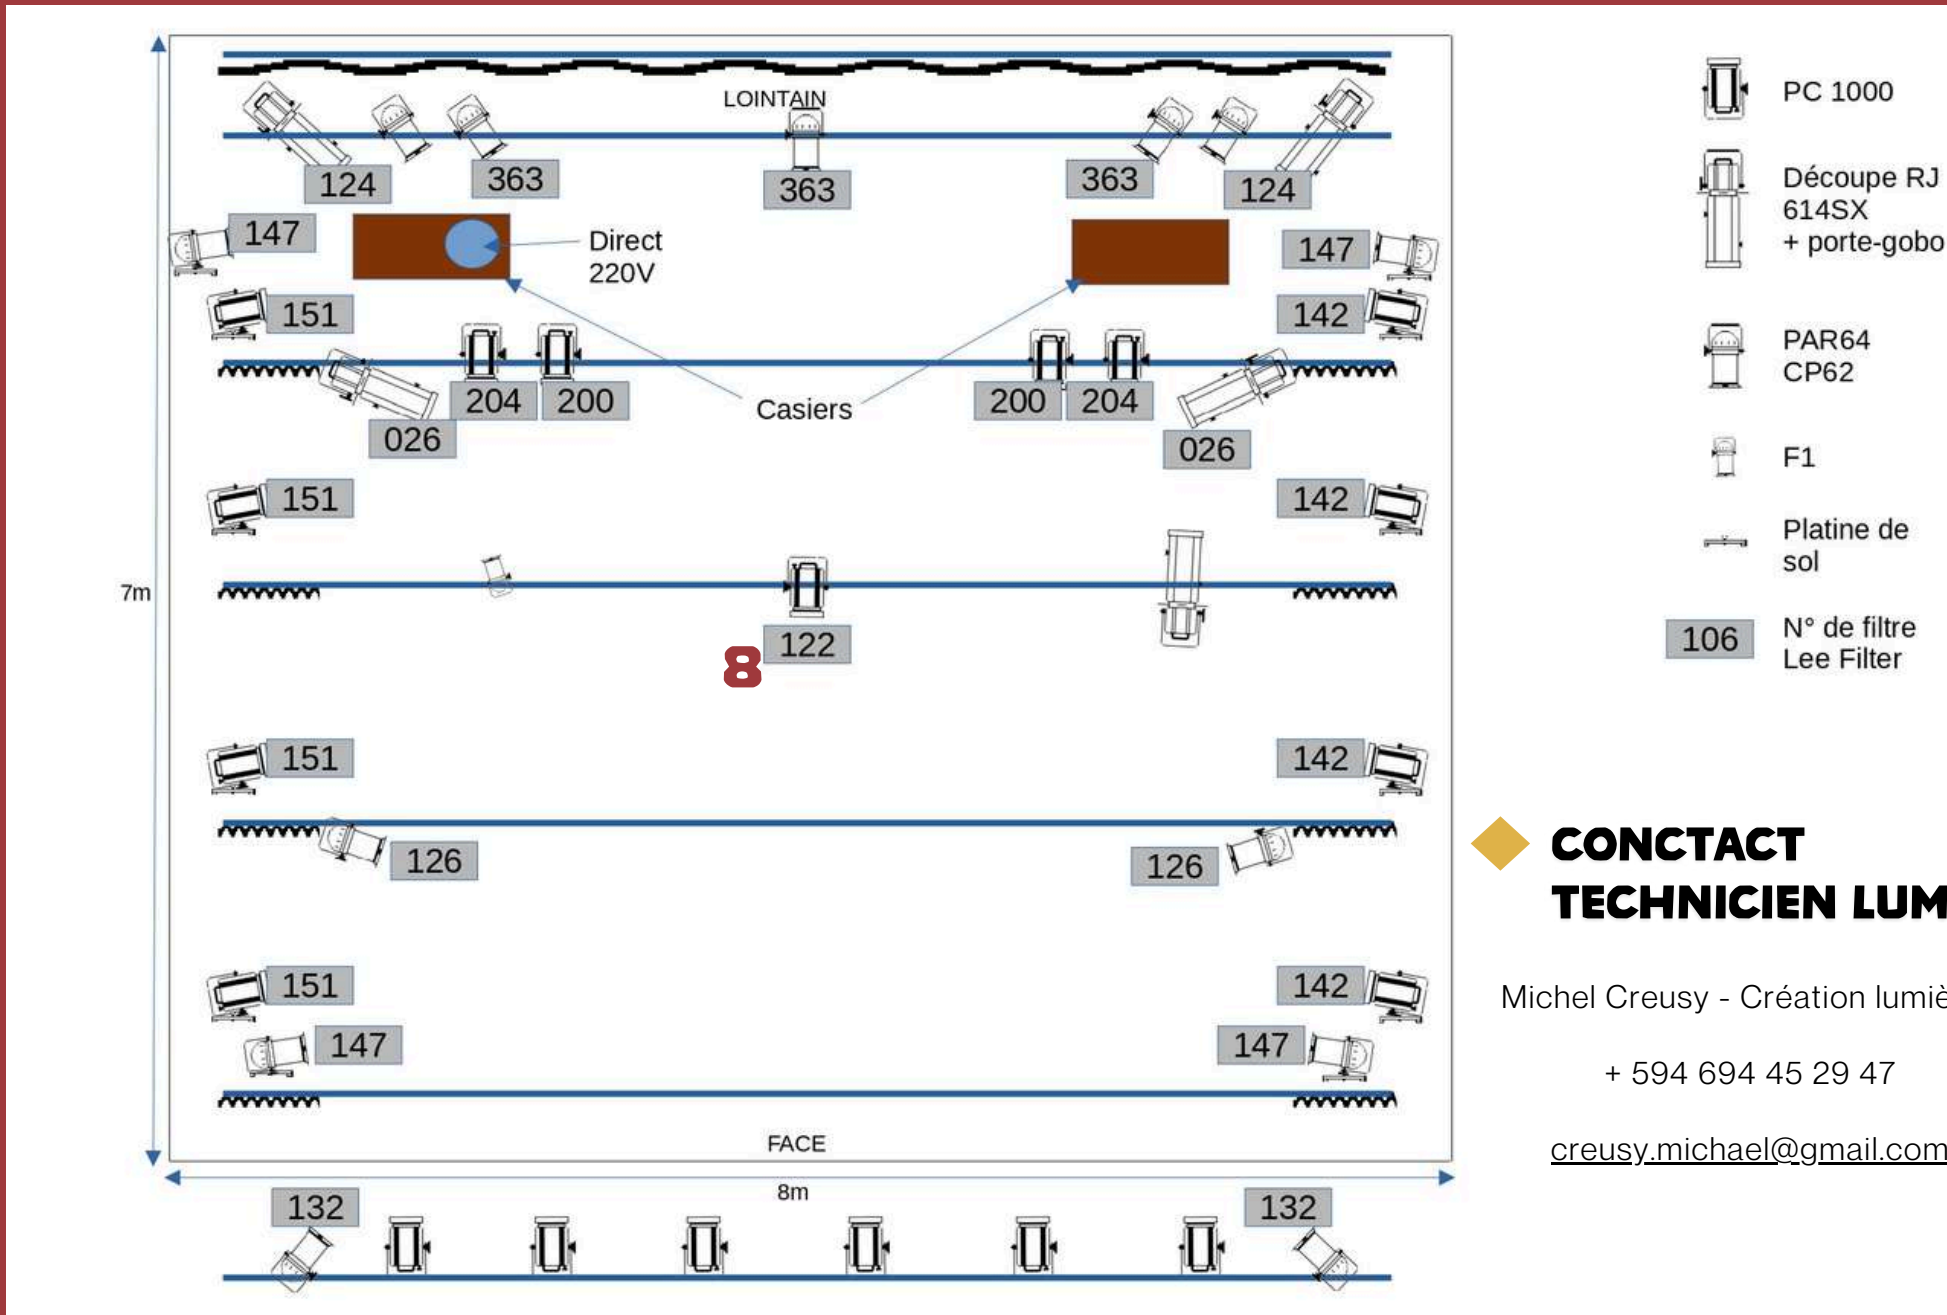 LOINTAIN
124
363
363
363
124
147
Direct
220V
147
151
142
204
200
Casiers
200
204
026
026
151
142
7m
122
8
151
142
126
126
151
142
147
147
FACE
8m
132
132
PC 1000
Découpe RJ
614SX
+ porte-gobo
PAR64
CP62
F1
Platine de
sol
106
N° de filtre
Lee Filter
CONCTACT
TECHNICIEN LUM
Michel Creusy - Création lumiè
+ 594 694 45 29 47
creusy.michael@gmail.com